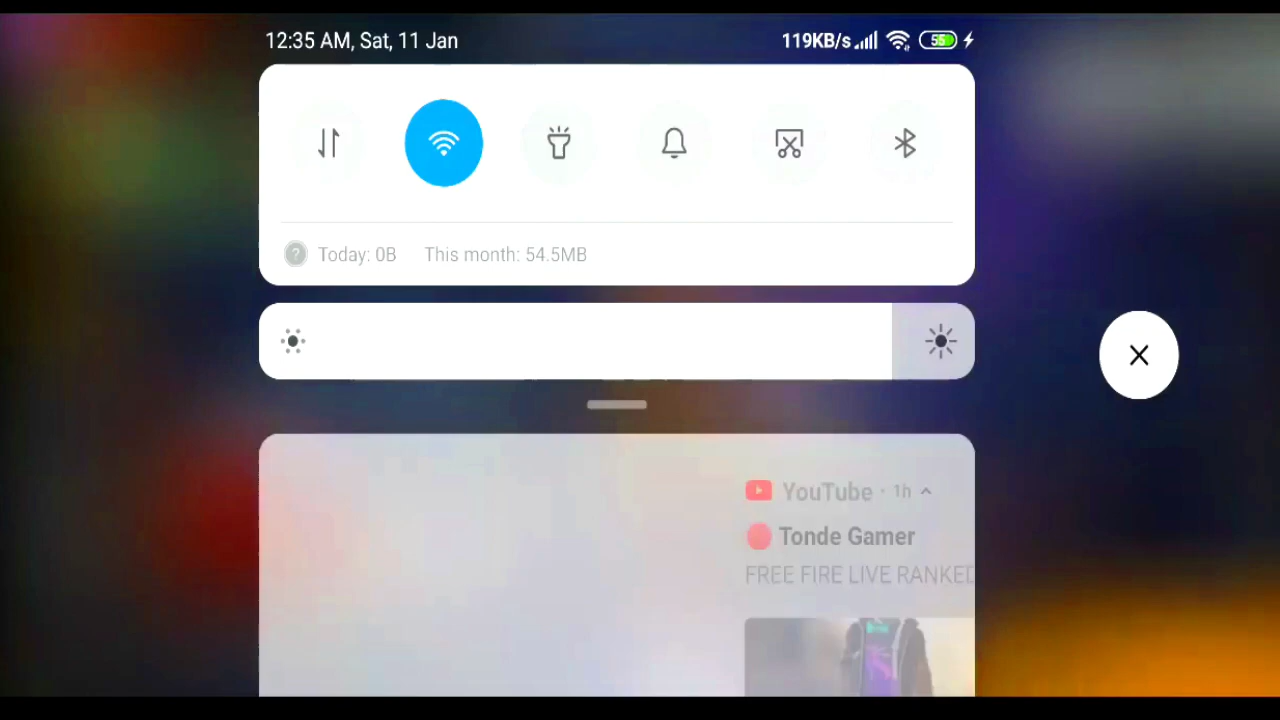 12:35 AM, Sat, 11 Jan
119KB/s
55
Today: 0B This month: 54.5MB
YouTube · 1h
Tonde Gamer
FREE FIRE LIVE RANKED